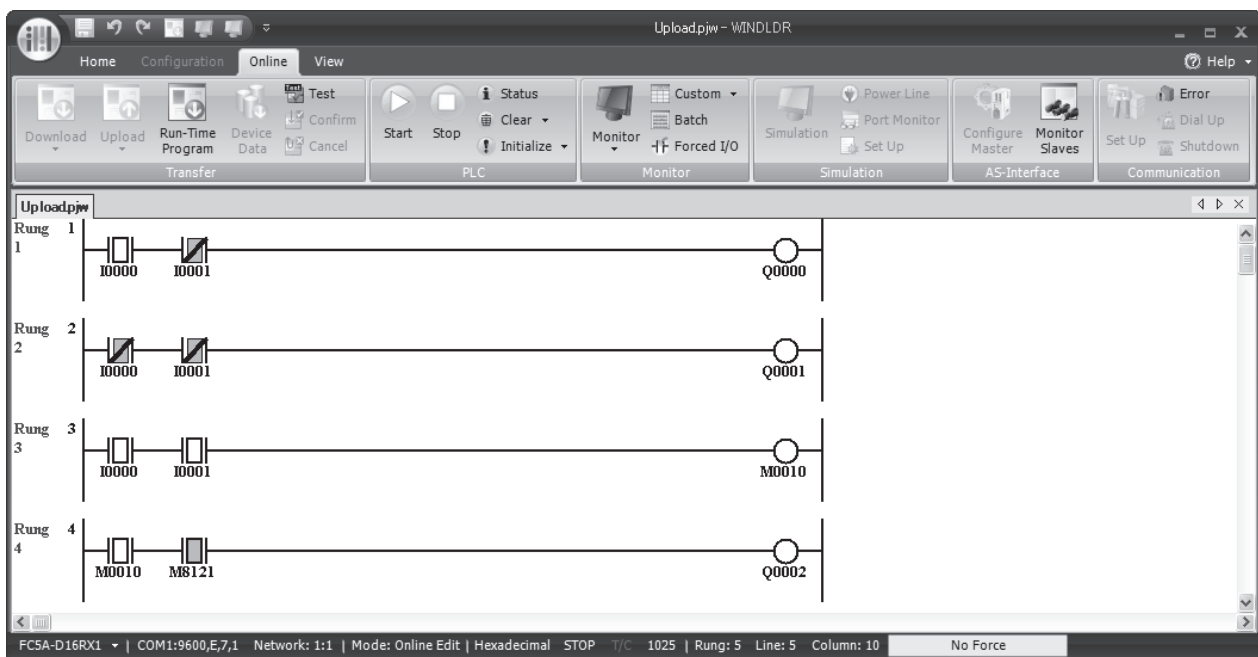 Upload.pjw - WINDLDR
Home Configuration Online View Help
Download Upload Run-Time Program Device Data Test Confirm Cancel
Transfer
Start Stop Status Clear Initialize
PLC
Monitor Custom Batch Forced I/O
Monitor
Simulation Power Line Port Monitor Set Up
Simulation
Configure Master Monitor Slaves
AS-Interface
Set Up Error Dial Up Shutdown
Communication
Upload.pjw
Rung 1
1
I0000 I0001 Q0000
Rung 2
2
I0000 I0001 Q0001
Rung 3
3
I0000 I0001 M0010
Rung 4
4
M0010 M8121 Q0002
FC5A-D16RX1 | COM1:9600,E,7,1 Network: 1:1 | Mode: Online Edit | Hexadecimal STOP T/C 1025 | Rung: 5 Line: 5 Column: 10 No Force